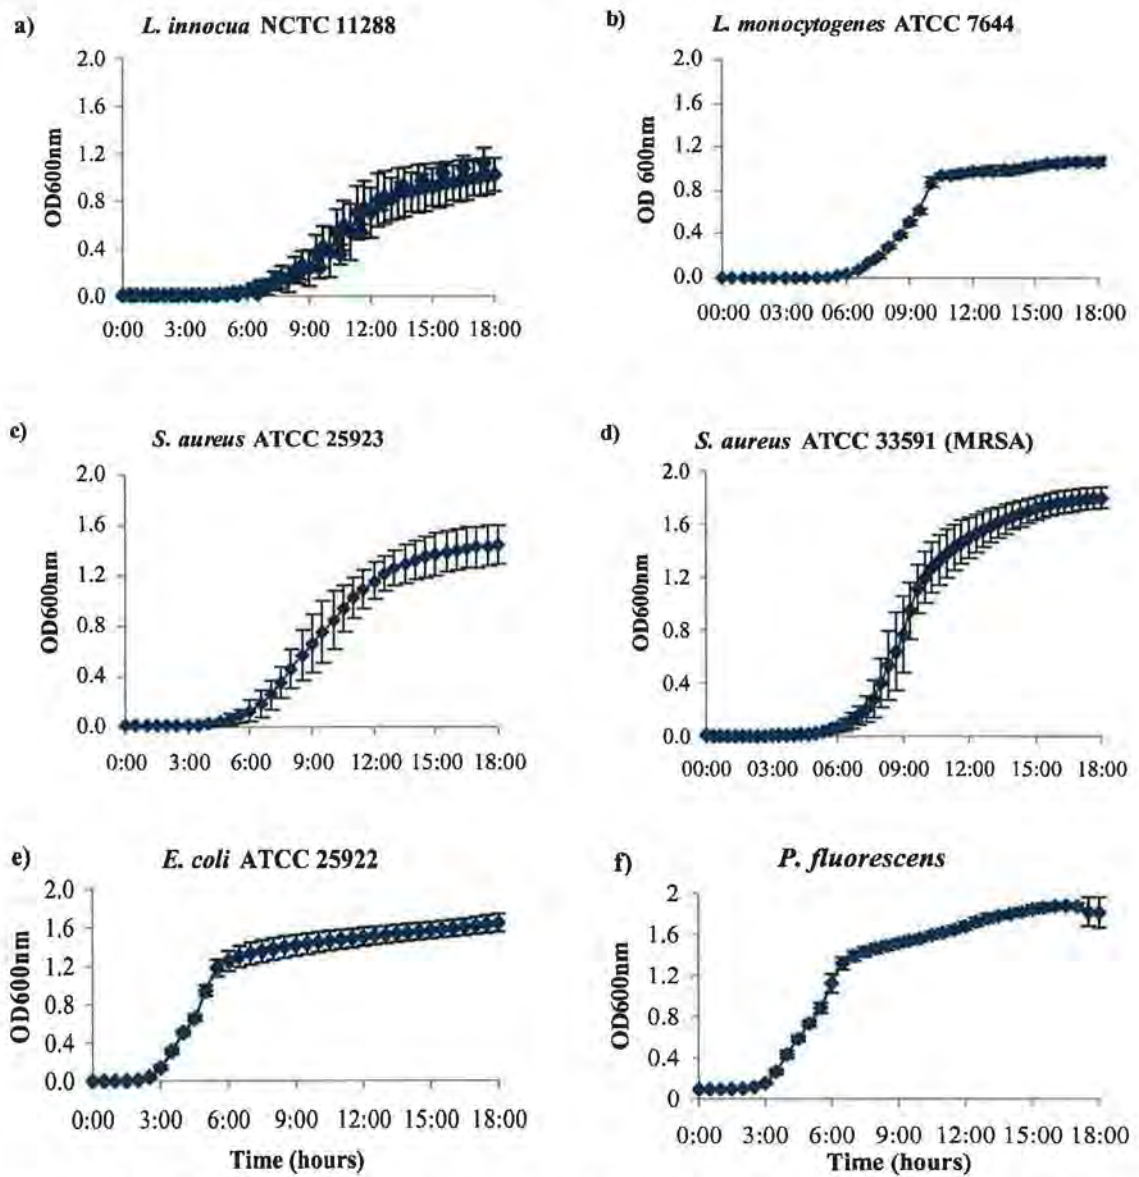 a)
L. innocua NCTC 11288
OD600nm
2.0
1.6
1.2
0.8
0.4
0.0
0:00 3:00 6:00 9:00 12:00 15:00 18:00
b)
L. monocytogenes ATCC 7644
OD 600nm
2.0
1.6
1.2
0.8
0.4
0.0
00:00 03:00 06:00 09:00 12:00 15:00 18:00
c)
S. aureus ATCC 25923
OD600nm
2.0
1.6
1.2
0.8
0.4
0.0
0:00 3:00 6:00 9:00 12:00 15:00 18:00
d)
S. aureus ATCC 33591 (MRSA)
OD600nm
2.0
1.6
1.2
0.8
0.4
0.0
00:00 03:00 06:00 09:00 12:00 15:00 18:00
e)
E. coli ATCC 25922
OD600nm
2.0
1.6
1.2
0.8
0.4
0.0
0:00 3:00 6:00 9:00 12:00 15:00 18:00
Time (hours)
f)
P. fluorescens
OD600nm
2
1.6
1.2
0.8
0.4
0
0:00 3:00 6:00 9:00 12:00 15:00 18:00
Time (hours)